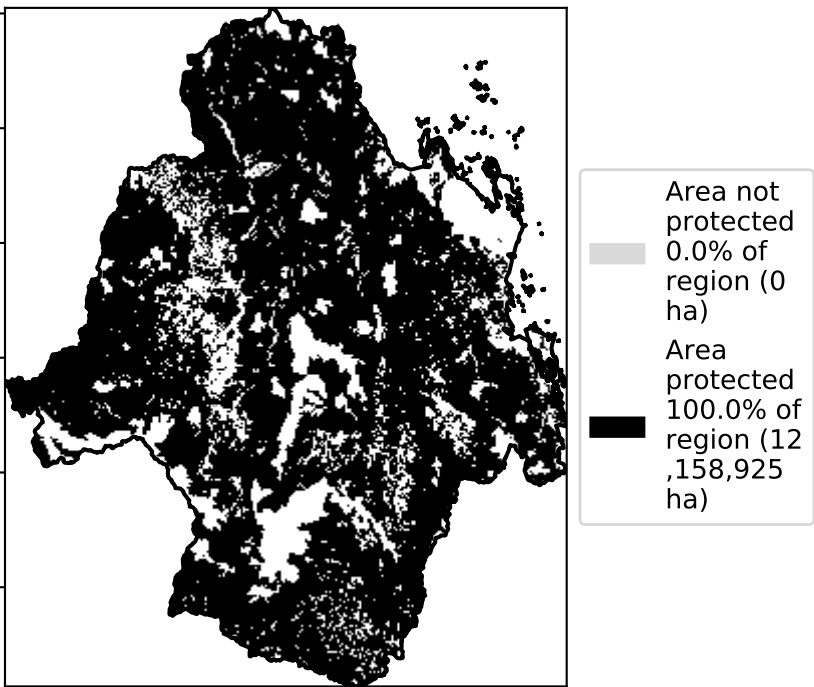 Area not
protected
0.0% of
region (0
ha)
Area
protected
100.0% of
region (12
,158,925
ha)